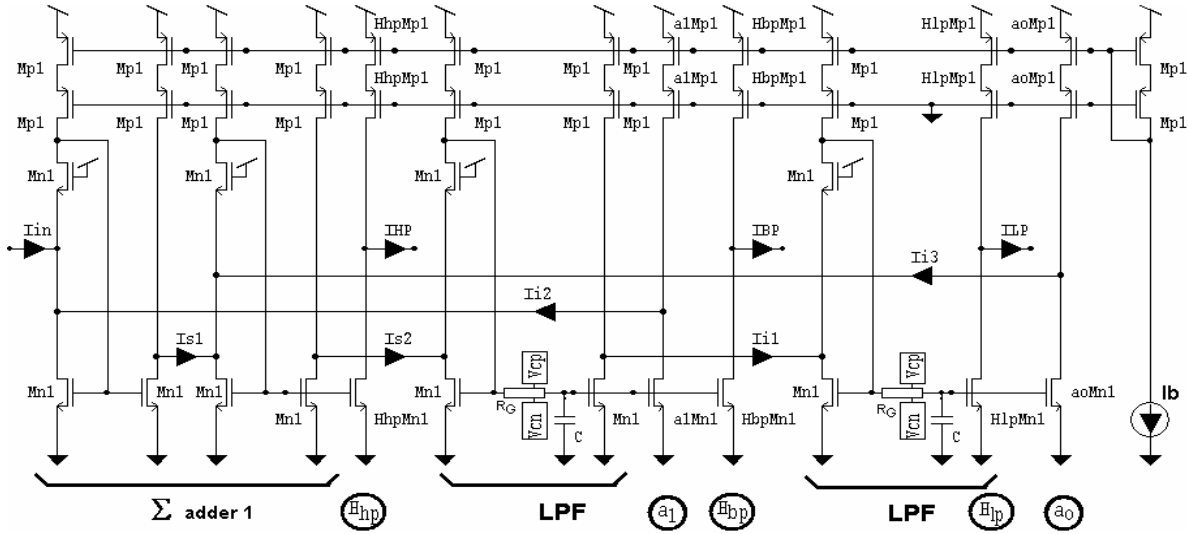 HhpMp1 a1Mp1 HbpMp1 HlpMp1 aoMp1
Mp1 Mp1 Mp1 Mp1 Mp1 Mp1 Mp1 Mp1
HhpMp1 a1Mp1 HbpMp1 HlpMp1 aoMp1
Mp1 Mp1 Mp1 Mp1 Mp1 Mp1 Mp1 Mp1 Mp1
Mn1 Mn1 Mn1 Mn1
Iin IHP IBP ILP
Ii3
Ii2
Is1 Is2 Ii1
Vcp Vcp
Mn1 Mn1 Mn1 Mn1 Mn1 aoMn1 Ib
RG RG
Mn1 HhpMn1 Vcn C Mn1 a1Mn1 HbpMn1 Vcn C HlpMn1
Σ adder 1 Hhp LPF a1 Hbp LPF Hlp ao